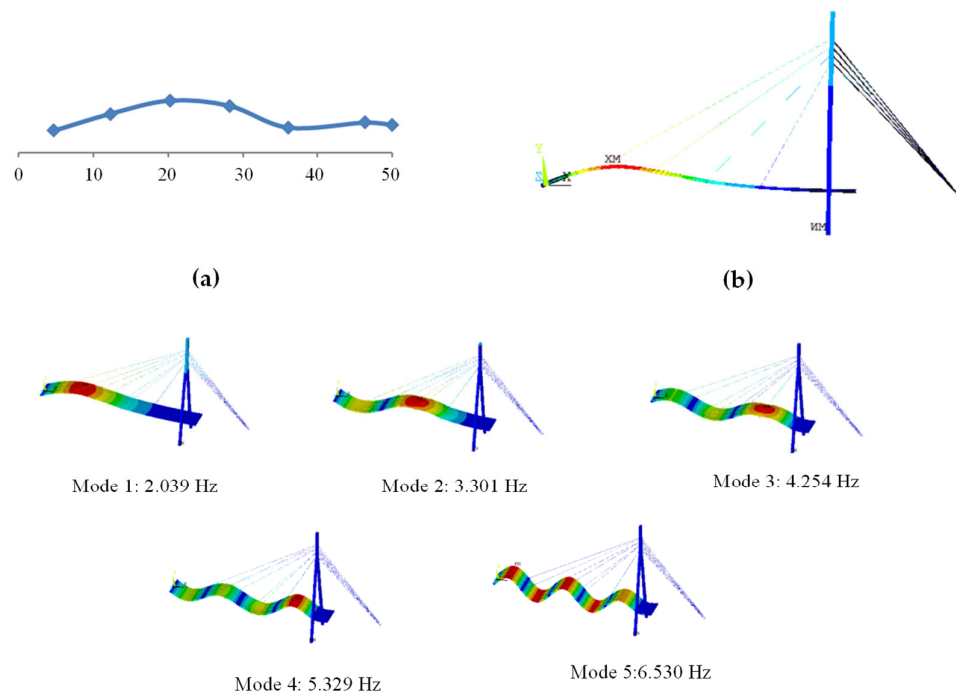 0 10 20 30 40 50
Y
XM
Z X
NM
(a)
(b)
Mode 1: 2.039 Hz
Mode 2: 3.301 Hz
Mode 3: 4.254 Hz
Mode 4: 5.329 Hz
Mode 5:6.530 Hz